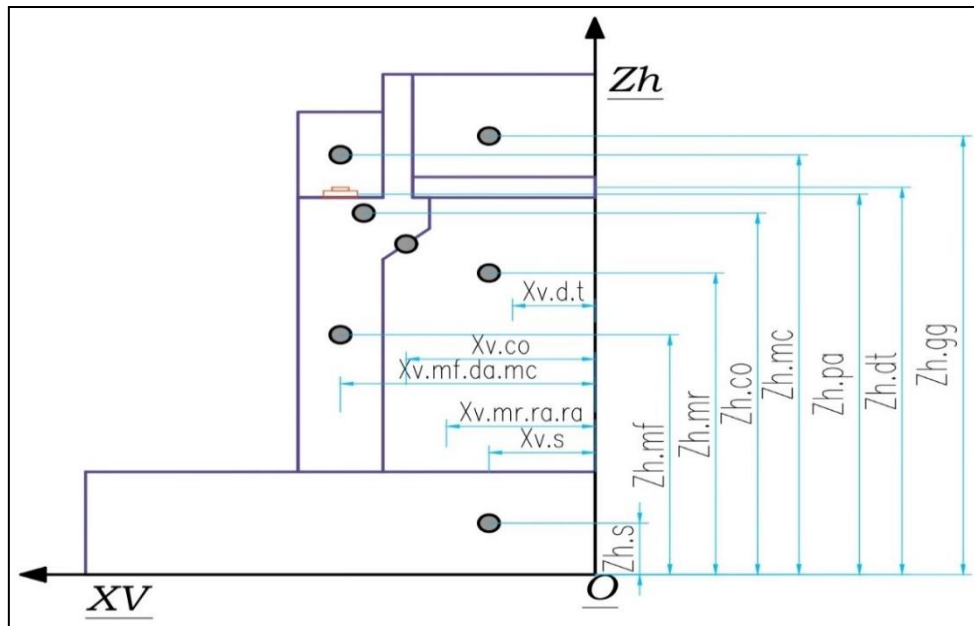 Zh
Xv.d.t
Xv.co
Xv.mf.da.mc
Xv.mr.ra.ra
Xv.s
Zh.s
Zh.mf
Zh.mr
Zh.co
Zh.mc
Zh.pa
Zh.dt
Zh.gg
XV
O